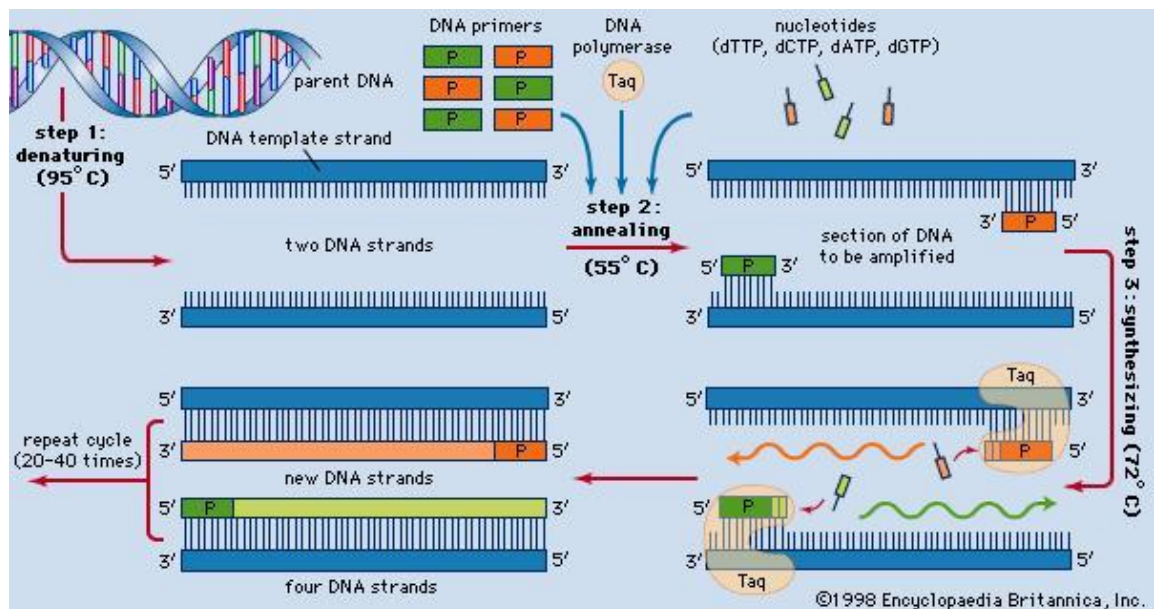 DNA primers
P P
P P
P P
DNA
polymerase
Taq
nucleotides
(dTTP, dCTP, dATP, dGTP)
parent DNA
step 1:
denaturing
(95°C)
DNA template strand
5′ 3′
two DNA strands
3′ 5′
step 2:
annealing
(55°C)
5′ 3′
3′ P 5′
section of DNA
to be amplified
5′ P 3′
3′ 5′
step 3: synthesizing (72°C)
Taq
5′ 3′
P 5′
5′ P
3′ 5′
Taq
5′ 3′
3′ P 5′
new DNA strands
5′ P 3′
3′ 5′
four DNA strands
repeat cycle
(20-40 times)
©1998 Encyclopaedia Britannica, Inc.